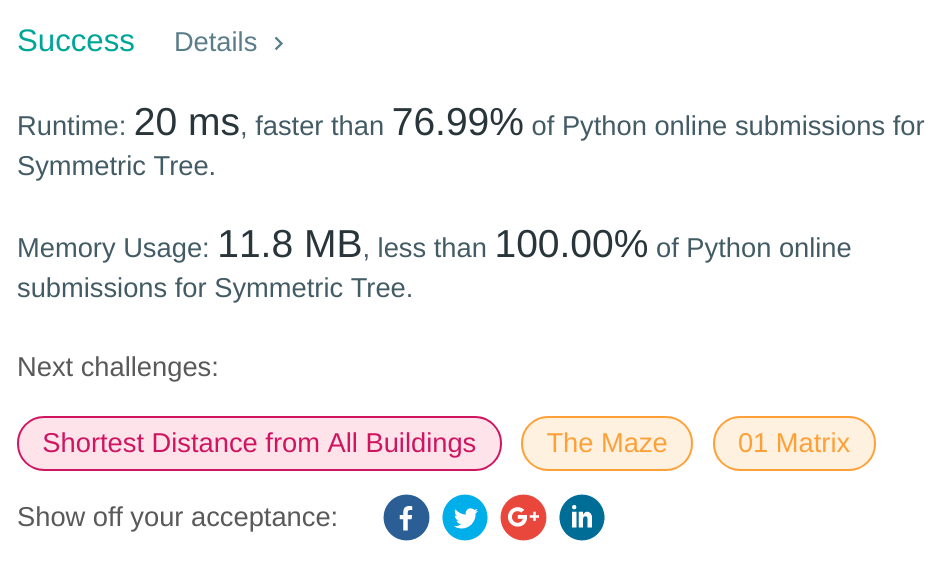 Success Details >
Runtime: 20 ms, faster than 76.99% of Python online submissions for
Symmetric Tree.
Memory Usage: 11.8 MB, less than 100.00% of Python online
submissions for Symmetric Tree.
Next challenges:
Shortest Distance from All Buildings The Maze 01 Matrix
Show off your acceptance: f G+ in